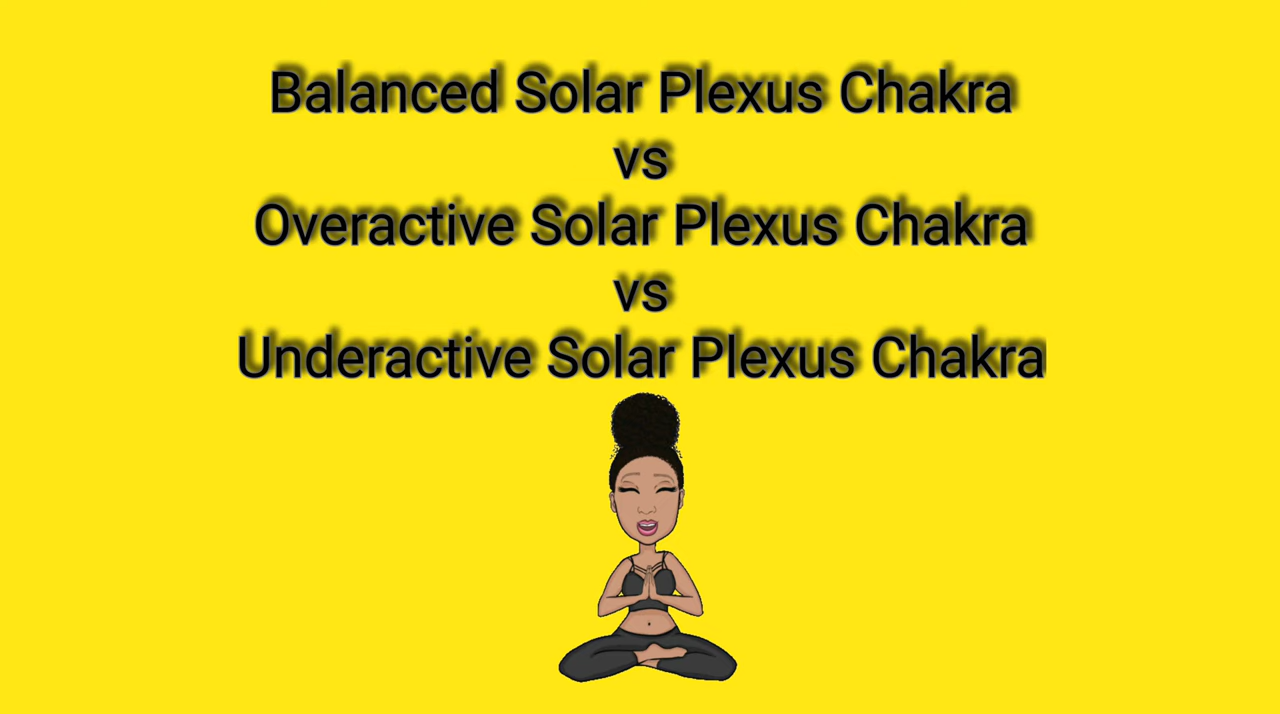 Balanced Solar Plexus Chakra
vs
Overactive Solar Plexus Chakra
vs
Underactive Solar Plexus Chakra